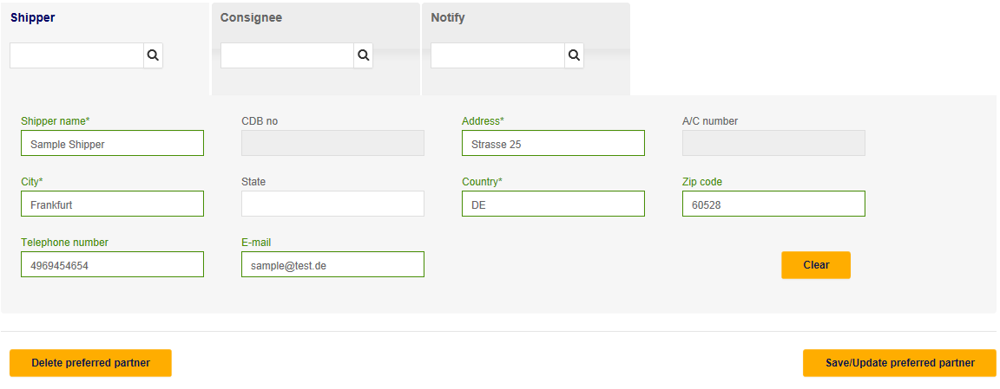 Shipper Consignee Notify
Shipper name* CDB no Address* A/C number
Sample Shipper Strasse 25
City* State Country* Zip code
Frankfurt DE 60528
Telephone number E-mail
4969454654 sample@test.de Clear
Delete preferred partner Save/Update preferred partner